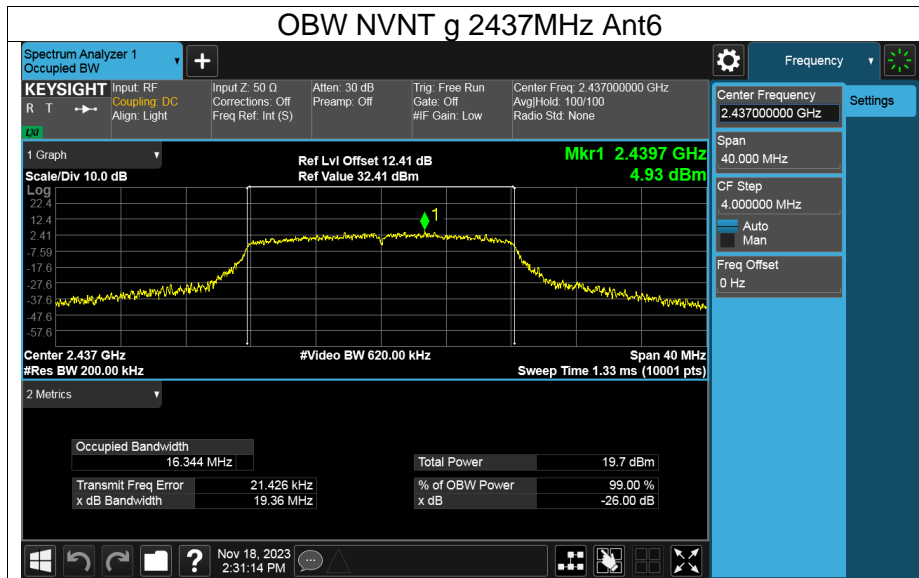 OBW NVNT g 2437MHz Ant6
Spectrum Analyzer 1
Occupied BW
+
Frequency
KEYSIGHT
R T
LXI
Input: RF
Coupling: DC
Align: Light
Input Z: 50 Ω
Corrections: Off
Freq Ref: Int (S)
Atten: 30 dB
Preamp: Off
Trig: Free Run
Gate: Off
#IF Gain: Low
Center Freq: 2.437000000 GHz
Avg|Hold: 100/100
Radio Std: None
Center Frequency
2.437000000 GHz
Settings
Span
40.000 MHz
CF Step
4.000000 MHz
Auto
Man
Freq Offset
0 Hz
1 Graph
Scale/Div 10.0 dB
Ref Lvl Offset 12.41 dB
Ref Value 32.41 dBm
Mkr1 2.4397 GHz
4.93 dBm
Log
22.4
12.4
2.41
-7.59
-17.6
-27.6
-37.6
-47.6
-57.6
1
Center 2.437 GHz
#Video BW 620.00 kHz
Span 40 MHz
#Res BW 200.00 kHz
Sweep Time 1.33 ms (10001 pts)
2 Metrics
Occupied Bandwidth
16.344 MHz
Total Power 19.7 dBm
Transmit Freq Error 21.426 kHz
% of OBW Power 99.00 %
x dB Bandwidth 19.36 MHz
x dB -26.00 dB
?
Nov 18, 2023
2:31:14 PM